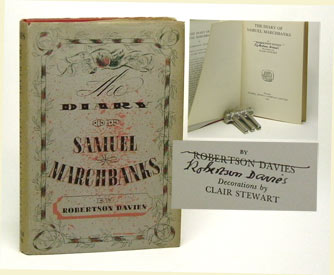 The
DIARY
OF
SAMUEL
MARCHBANKS
BY
ROBERTSON DAVIES
THE DIARY OF
SAMUEL MARCHBANKS
BY
ROBERTSON DAVIES
Robertson Davies
Decorations by
CLAIR STEWART